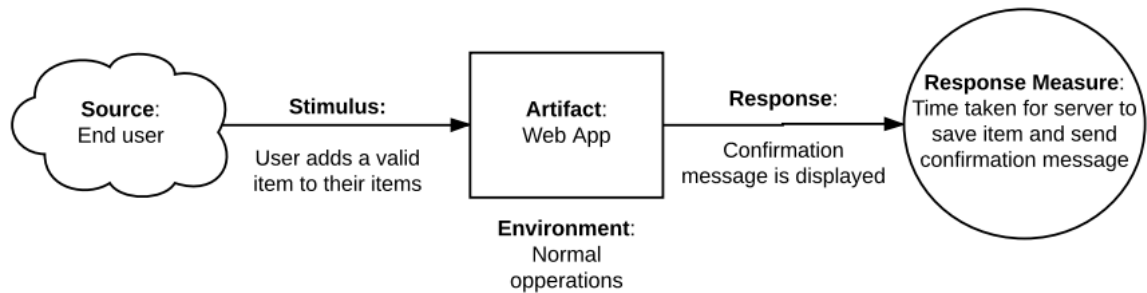 Source:
End user
Stimulus:
User adds a valid
item to their items
Artifact:
Web App
Environment:
Normal
opperations
Response:
Confirmation
message is displayed
Response Measure:
Time taken for server to
save item and send
confirmation message